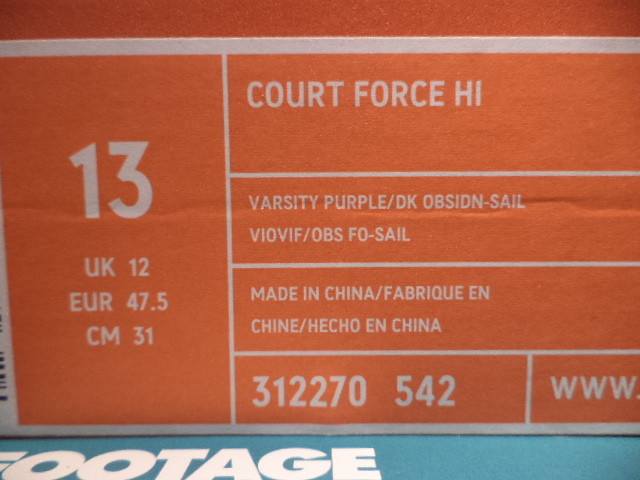 13
UK 12
EUR 47.5
CM 31
COURT FORCE HI
VARSITY PURPLE/DK OBSIDN-SAIL
VIOVIF/OBS FO-SAIL
MADE IN CHINA/FABRIQUE EN
CHINE/HECHO EN CHINA
312270 542
WWW.
FOOTAGE